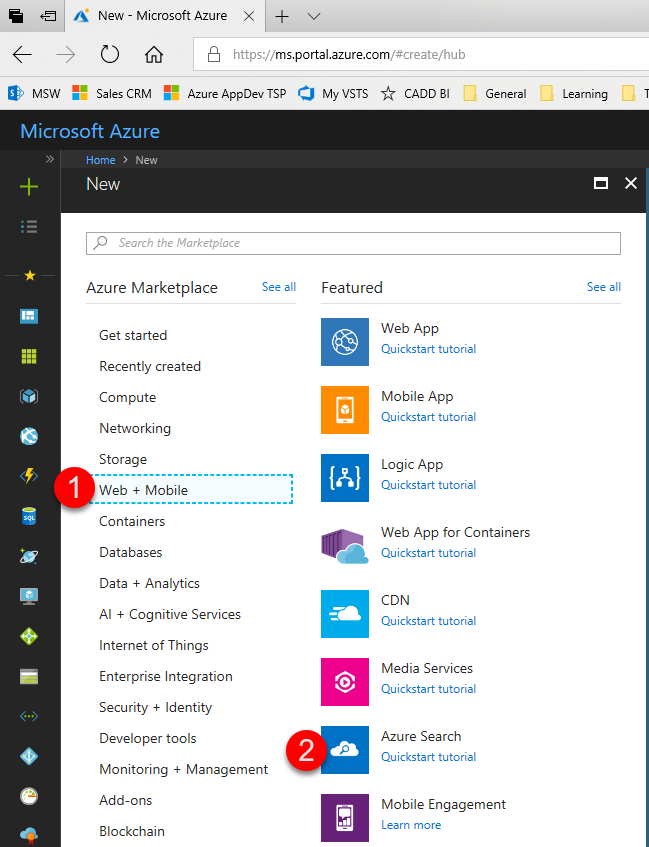 New - Microsoft Azure
https://ms.portal.azure.com/#create/hub
MSW Sales CRM Azure AppDev TSP My VSTS CADD BI General Learning
Microsoft Azure
Home > New
New
Search the Marketplace
Azure Marketplace See all
Get started
Recently created
Compute
Networking
Storage
1 Web + Mobile
Containers
Databases
Data + Analytics
AI + Cognitive Services
Internet of Things
Enterprise Integration
Security + Identity
Developer tools
Monitoring + Management
Add-ons
Blockchain
Featured See all
Web App
Quickstart tutorial
Mobile App
Quickstart tutorial
Logic App
Quickstart tutorial
Web App for Containers
Quickstart tutorial
CDN
Quickstart tutorial
Media Services
Quickstart tutorial
2 Azure Search
Quickstart tutorial
Mobile Engagement
Learn more
SQL